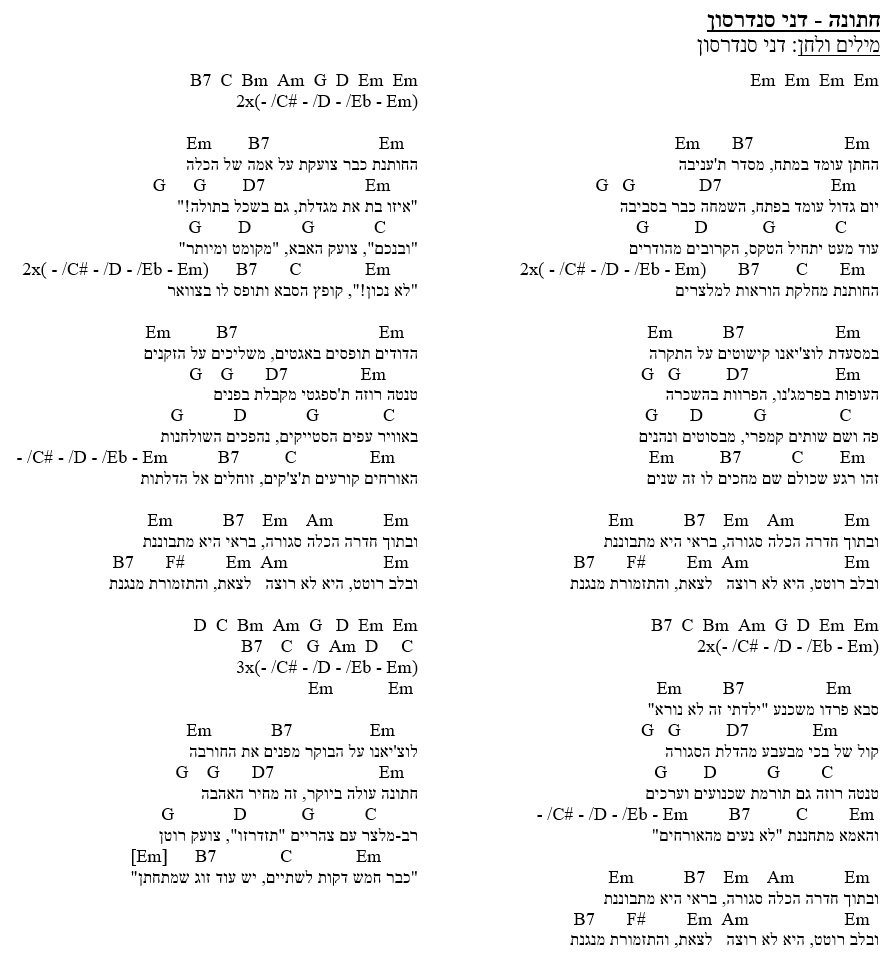 חתונה - דני סנדרסון
מילים ולחן: דני סנדרסון
Em Em Em Em
Em B7 Em
החתן עומד במתח, מסדר ת'עניבה
G G D7 Em
יום גדול עומד בפתח, השמחה כבר בסביבה
G D G C
עוד מעט יתחיל הטקס, הקרובים מהודרים
2x( - /C# - /D - /Eb - Em) B7 C Em
החותנת מחלקת הוראות למלצרים
Em B7 Em
במסעדת לוצ'יאנו קישוטים על התקרה
G G D7 Em
העופות בפרמג'נו, הפרוות בהשכרה
G D G C
פה ושם שותים קמפרי, מבסוטים ונהנים
Em B7 C Em
זהו רגע שכולם שם מחכים לו זה שנים
Em B7 Em Am Em
ובתוך חדרה הכלה סגורה, בראי היא מתבוננת
B7 F# Em Am Em
ובלב רוטט, היא לא רוצה לצאת, והתזמורת מנגנת
B7 C Bm Am G D Em Em
2x(- /C# - /D - /Eb - Em)
Em B7 Em
סבא פרדו משכנע "ילדתי זה לא נורא"
G G D7 Em
קול של בכי מבעבע מהדלת הסגורה
G D G C
טנטה רוזה גם תורמת שכנועים וערכים
- /C# - /D - /Eb - Em B7 C Em
והאמא מתחננת "לא נעים מהאורחים"
Em B7 Em Am Em
ובתוך חדרה הכלה סגורה, בראי היא מתבוננת
B7 F# Em Am Em
ובלב רוטט, היא לא רוצה לצאת, והתזמורת מנגנת
B7 C Bm Am G D Em Em
2x(- /C# - /D - /Eb - Em)
Em B7 Em
החותנת כבר צועקת על אמה של הכלה
G G D7 Em
"איזו בת את מגדלת, גם בשכל בתולה!"
G D G C
"ובנכם", צועק האבא, "מקומט ומיותר"
2x( - /C# - /D - /Eb - Em) B7 C Em
"לא נכון!", קופץ הסבא ותופס לו בצוואר
Em B7 Em
הדודים תופסים באגטים, משליכים על הזקנים
G G D7 Em
טנטה רוזה ת'ספגטי מקבלת בפנים
G D G C
באוויר עפים הסטייקים, נהפכים השולחנות
- /C# - /D - /Eb - Em B7 C Em
האורחים קורעים ת'צ'קים, זוחלים אל הדלתות
Em B7 Em Am Em
ובתוך חדרה הכלה סגורה, בראי היא מתבוננת
B7 F# Em Am Em
ובלב רוטט, היא לא רוצה לצאת, והתזמורת מנגנת
D C Bm Am G D Em Em
B7 C G Am D C
3x(- /C# - /D - /Eb - Em)
Em Em
Em B7 Em
לוצ'יאנו על הבוקר מפנים את החורבה
G G D7 Em
חתונה עולה ביוקר, זה מחיר האהבה
G D G C
רב-מלצר עם צהריים "תזדרזו", צועק רוטן
[Em] B7 C Em
"כבר חמש דקות לשתיים, יש עוד זוג שמתחתן"